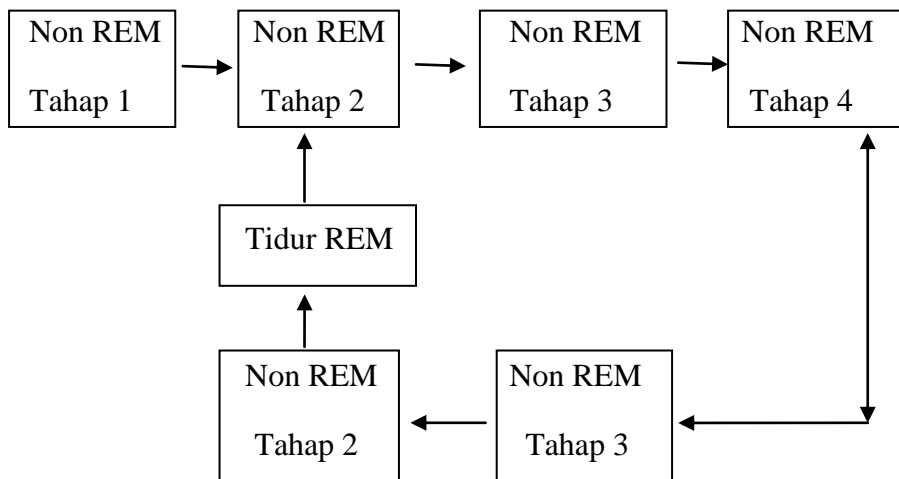 Non REM
Tahap 1
Non REM
Tahap 2
Non REM
Tahap 3
Non REM
Tahap 4
Tidur REM
Non REM
Tahap 2
Non REM
Tahap 3